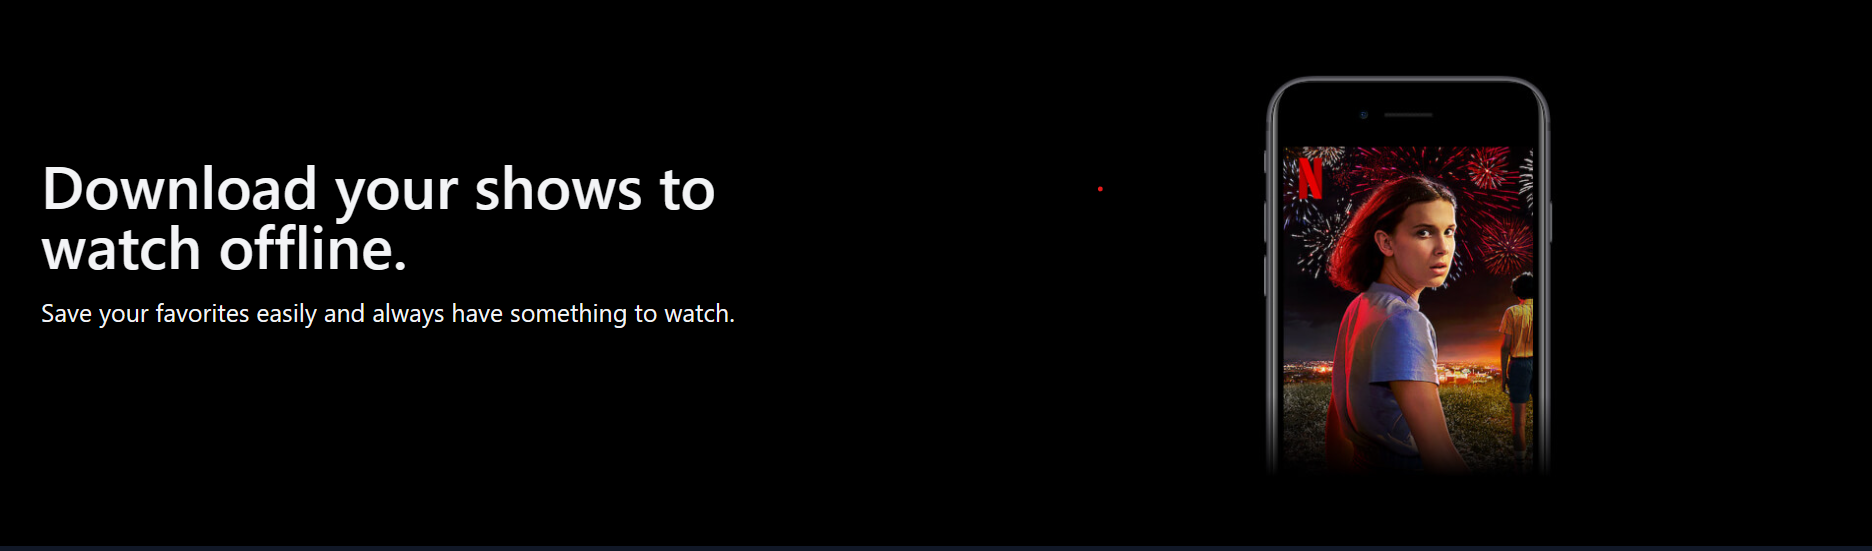 Download your shows to
watch offline.
Save your favorites easily and always have something to watch.
N